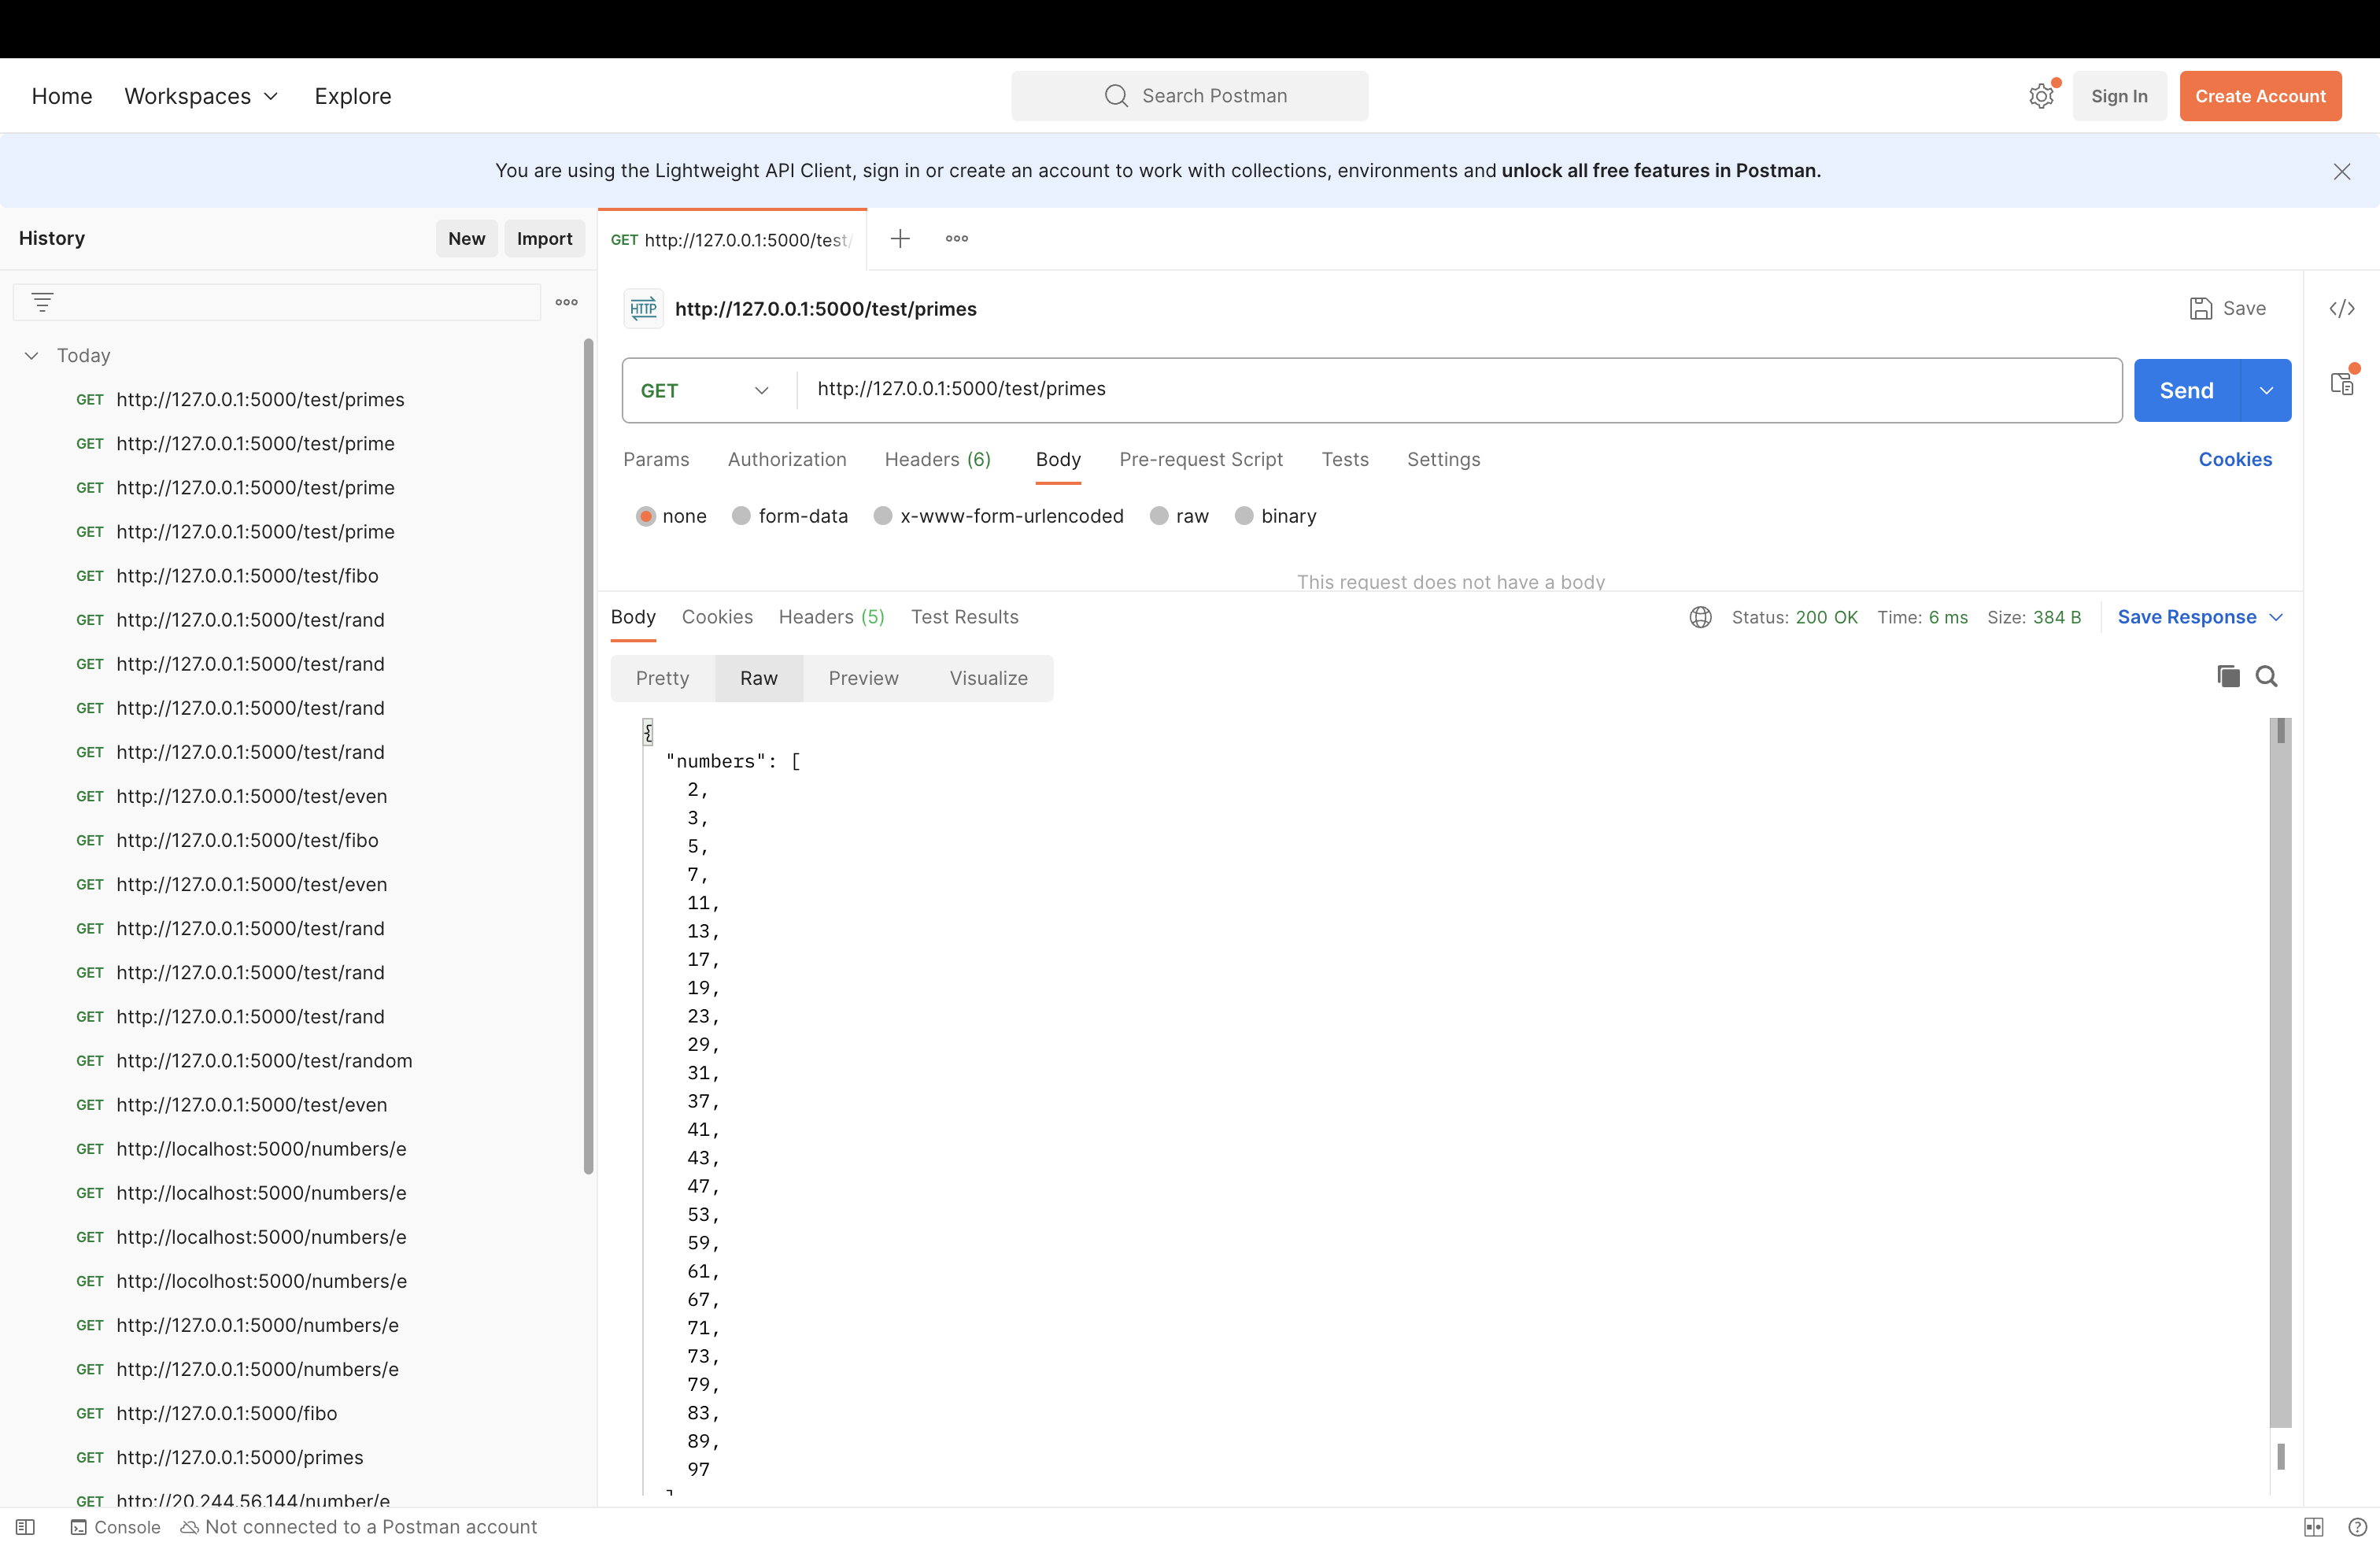 Home Workspaces Explore Search Postman Sign In Create Account
You are using the Lightweight API Client, sign in or create an account to work with collections, environments and unlock all free features in Postman.
History New Import
Today
GET http://127.0.0.1:5000/test/primes
GET http://127.0.0.1:5000/test/prime
GET http://127.0.0.1:5000/test/prime
GET http://127.0.0.1:5000/test/prime
GET http://127.0.0.1:5000/test/fibo
GET http://127.0.0.1:5000/test/rand
GET http://127.0.0.1:5000/test/rand
GET http://127.0.0.1:5000/test/rand
GET http://127.0.0.1:5000/test/rand
GET http://127.0.0.1:5000/test/even
GET http://127.0.0.1:5000/test/fibo
GET http://127.0.0.1:5000/test/even
GET http://127.0.0.1:5000/test/rand
GET http://127.0.0.1:5000/test/rand
GET http://127.0.0.1:5000/test/rand
GET http://127.0.0.1:5000/test/random
GET http://127.0.0.1:5000/test/even
GET http://localhost:5000/numbers/e
GET http://localhost:5000/numbers/e
GET http://localhost:5000/numbers/e
GET http://locolhost:5000/numbers/e
GET http://127.0.0.1:5000/numbers/e
GET http://127.0.0.1:5000/numbers/e
GET http://127.0.0.1:5000/fibo
GET http://127.0.0.1:5000/primes
GET http://20.244.56.144/number/e
GET http://127.0.0.1:5000/test/
HTTP http://127.0.0.1:5000/test/primes Save
GET http://127.0.0.1:5000/test/primes Send
Params Authorization Headers (6) Body Pre-request Script Tests Settings Cookies
none form-data x-www-form-urlencoded raw binary
This request does not have a body
Body Cookies Headers (5) Test Results Status: 200 OK Time: 6 ms Size: 384 B Save Response
Pretty Raw Preview Visualize
{
"numbers": [
2,
3,
5,
7,
11,
13,
17,
19,
23,
29,
31,
37,
41,
43,
47,
53,
59,
61,
67,
71,
73,
79,
83,
89,
97
]
Console Not connected to a Postman account